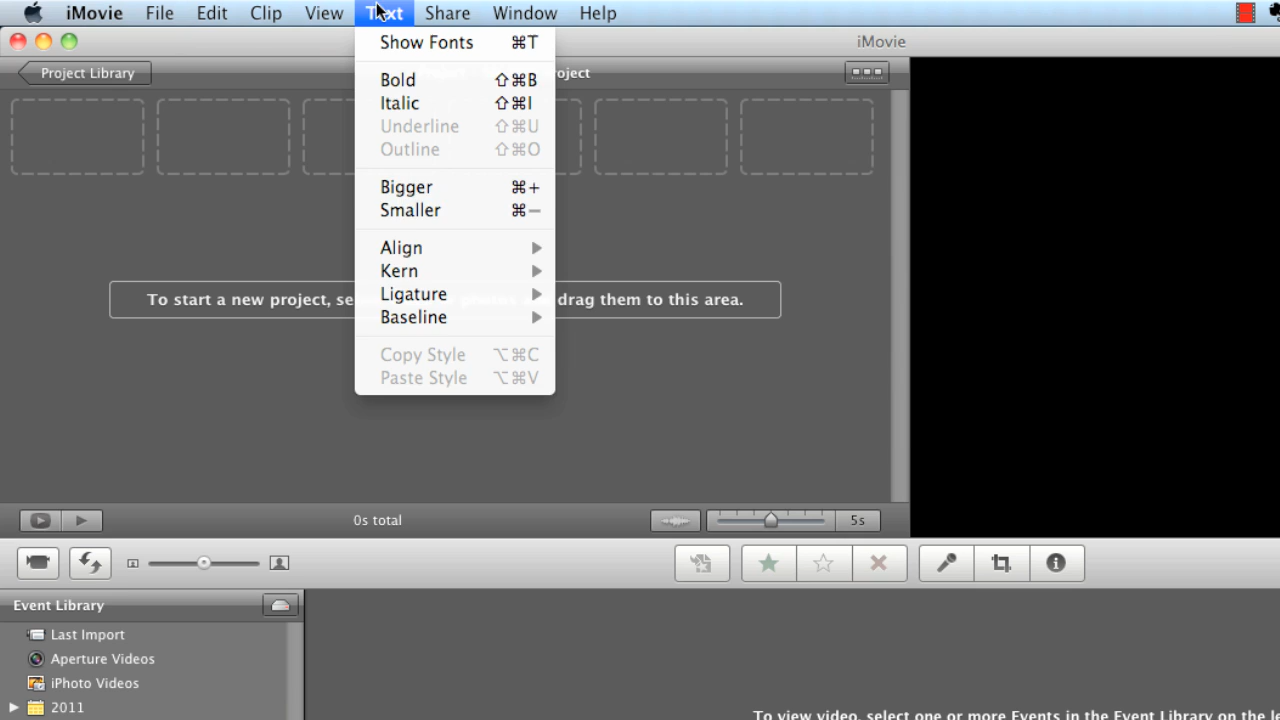 iMovie File Edit Clip View Text Share Window Help
iMovie
Project Library
Show Fonts ⌘T
Bold ⇧⌘B
Italic ⇧⌘I
Underline ⇧⌘U
Outline ⇧⌘O
Bigger ⌘+
Smaller ⌘−
Align
Kern
Ligature
Baseline
Copy Style ⌥⌘C
Paste Style ⌥⌘V
To start a new project, drag them to this area.
0s total 5s
Event Library
Last Import
Aperture Videos
iPhoto Videos
2011
To view video, select one or more Events in the Event Library on the